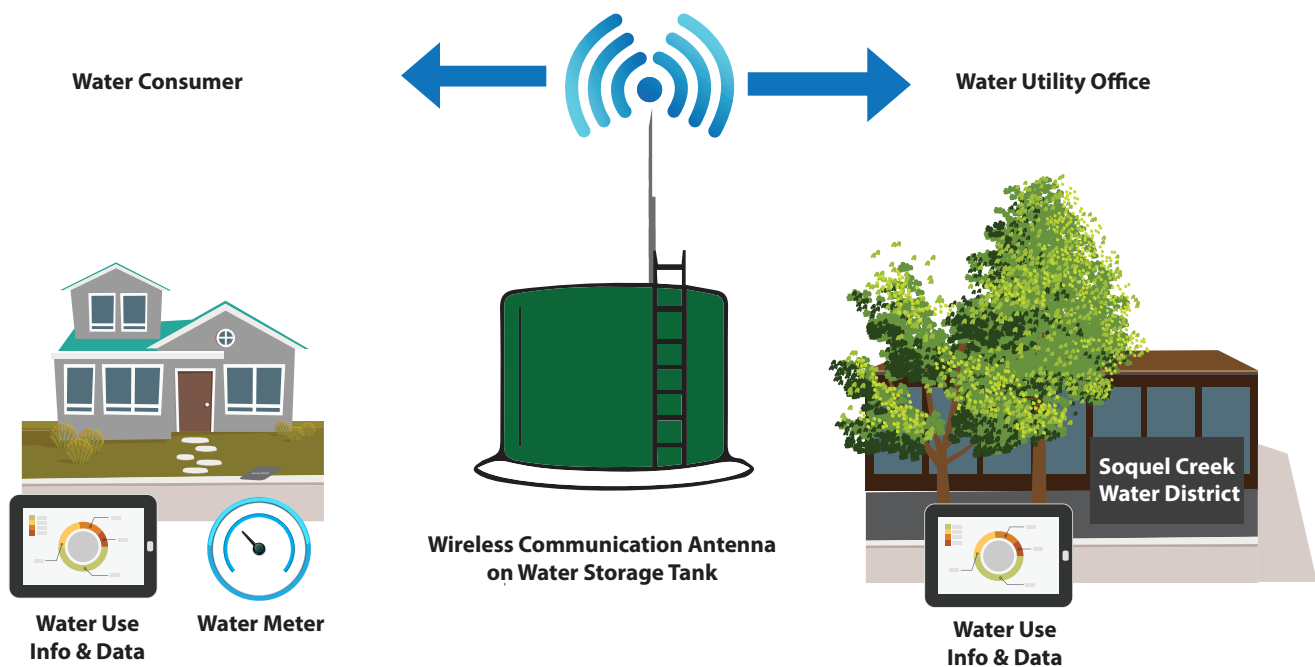 Water Consumer
Water Utility Office
Soquel Creek
Water District
Wireless Communication Antenna
on Water Storage Tank
Water Use
Info & Data
Water Meter
Water Use
Info & Data